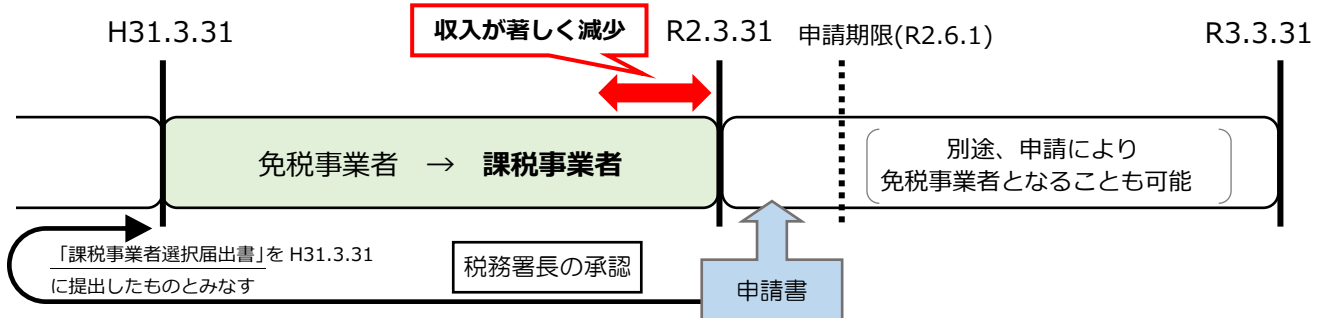 H31.3.31
収入が著しく減少
R2.3.31
申請期限(R2.6.1)
R3.3.31
免税事業者 → 課税事業者
別途、申請により
免税事業者となることも可能
「課税事業者選択届出書」を H31.3.31
に提出したものとみなす
税務署長の承認
申請書